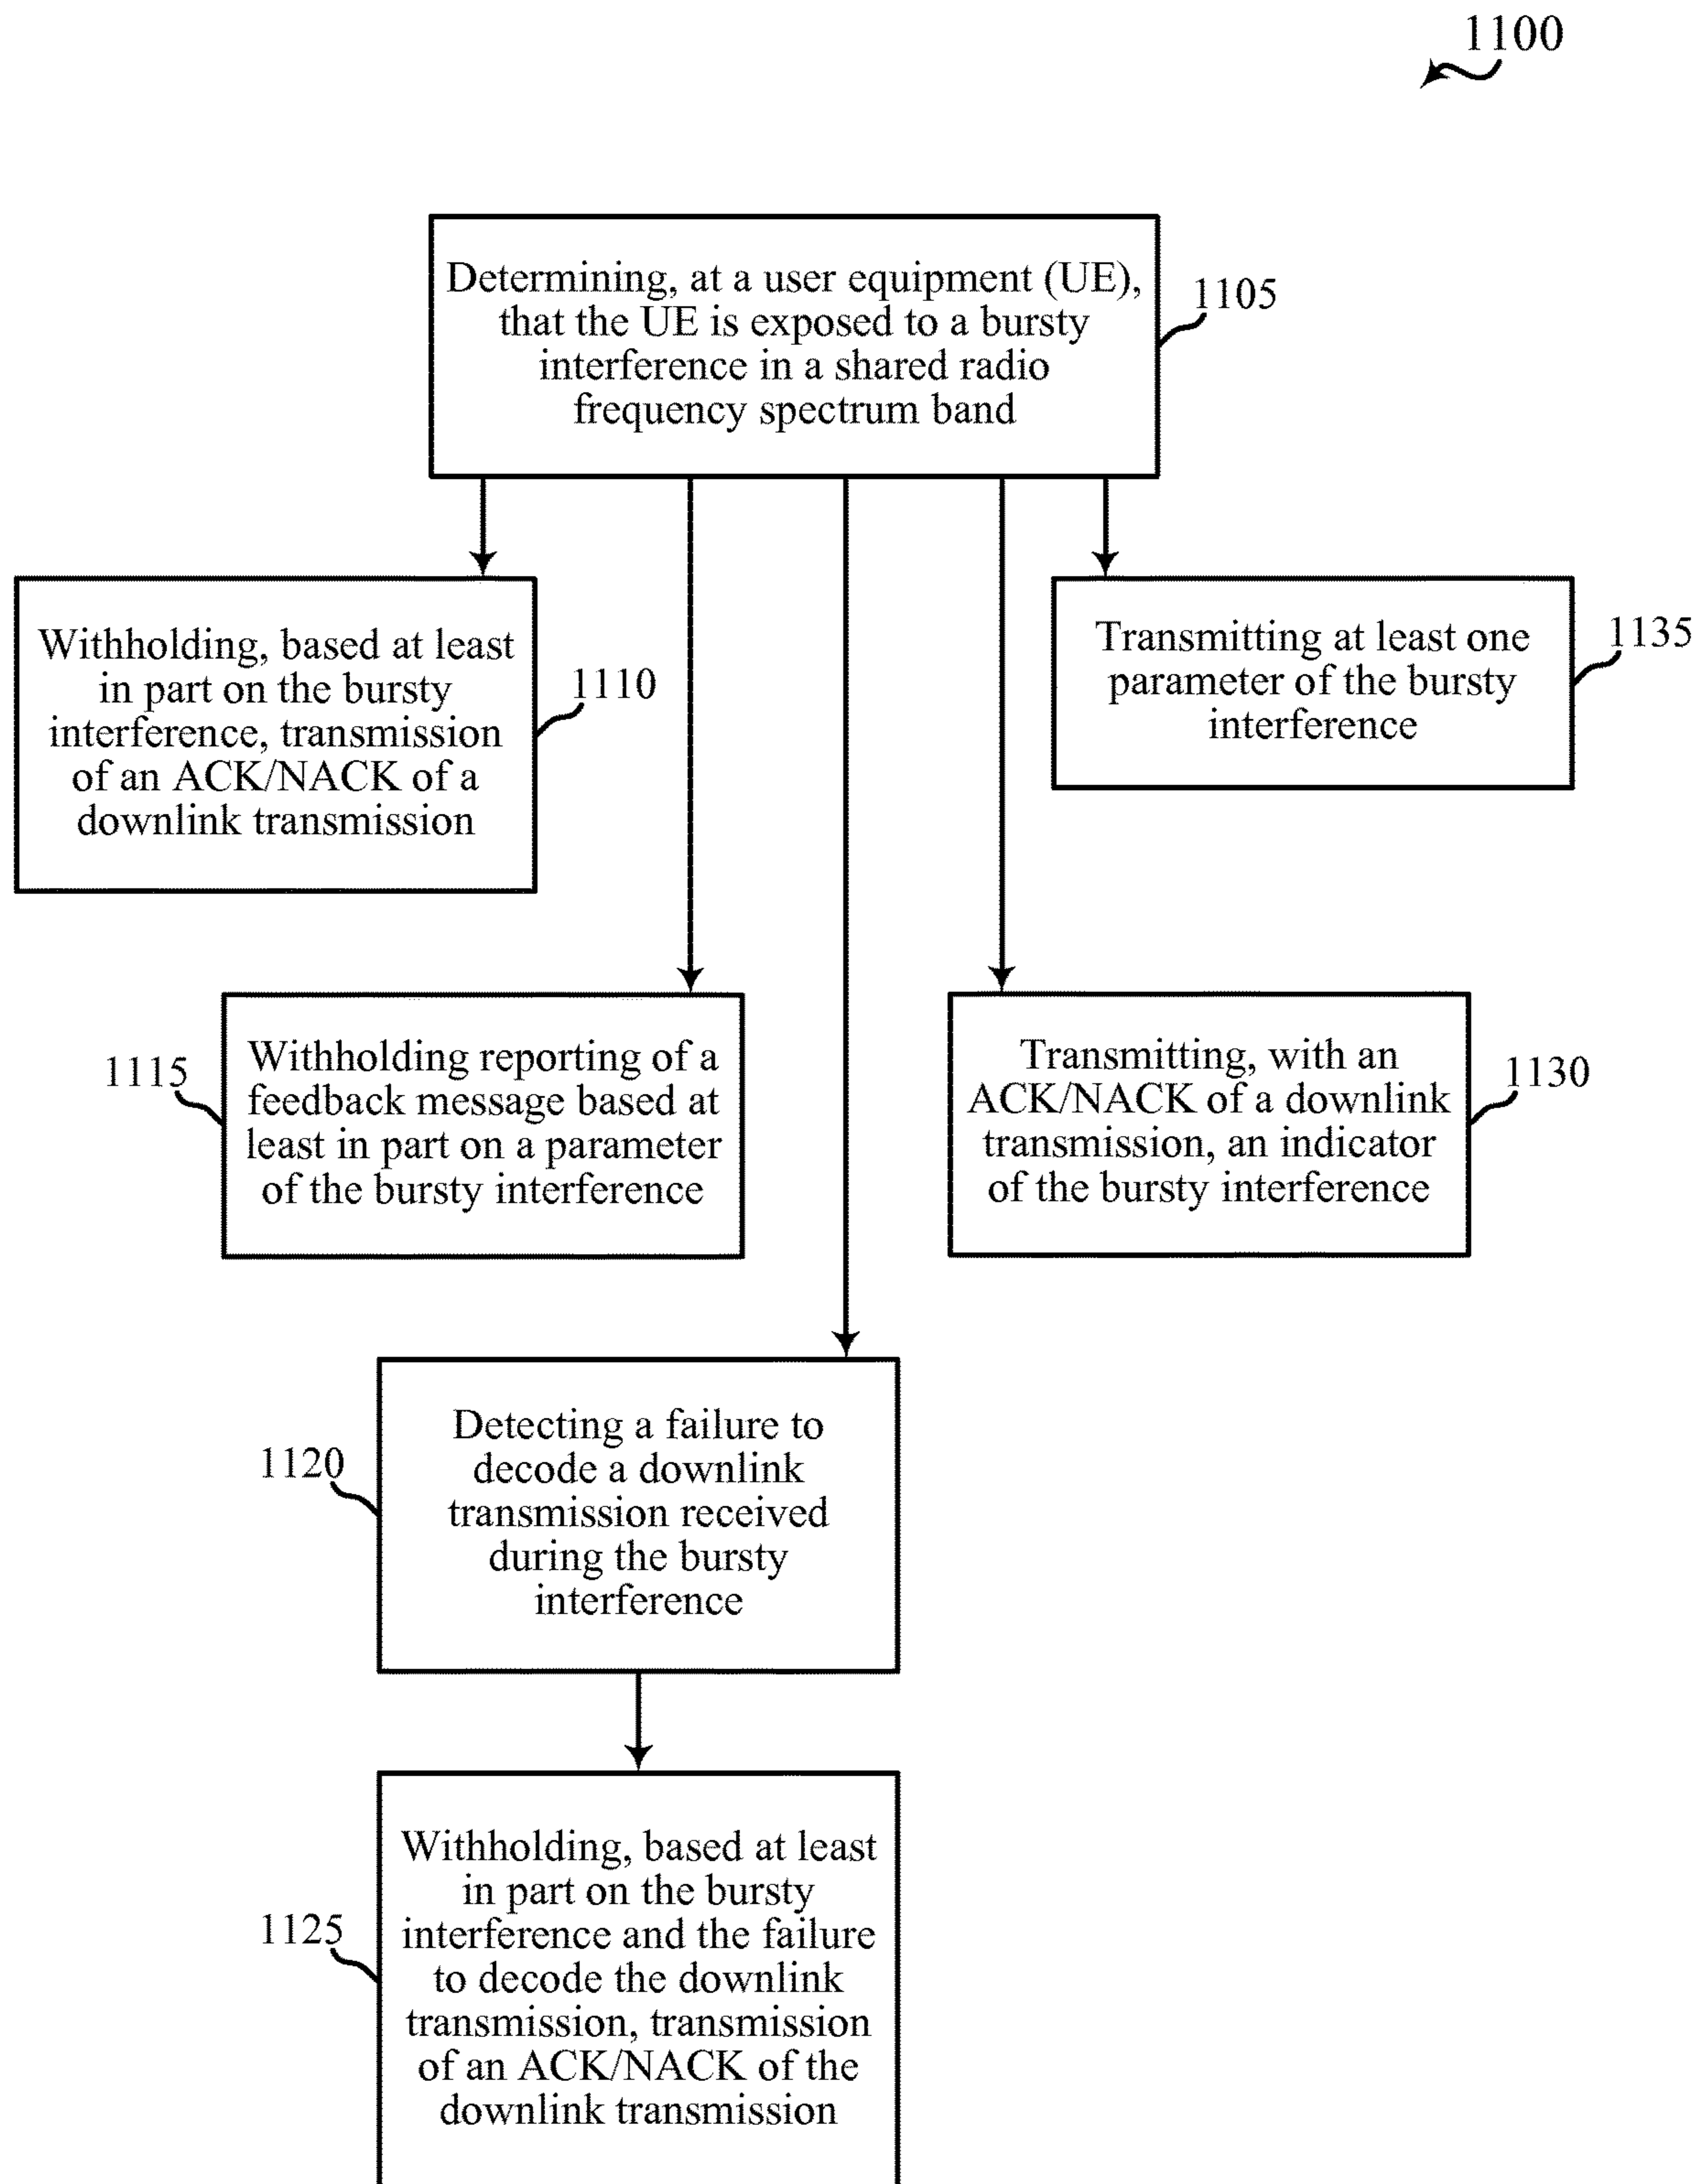 1100
Determining, at a user equipment (UE),
that the UE is exposed to a bursty
interference in a shared radio
frequency spectrum band
1105
Withholding, based at least
in part on the bursty
interference, transmission
of an ACK/NACK of a
downlink transmission
1110
Transmitting at least one
parameter of the bursty
interference
1135
1115
Withholding reporting of a
feedback message based at
least in part on a parameter
of the bursty interference
Transmitting, with an
ACK/NACK of a downlink
transmission, an indicator
of the bursty interference
1130
1120
Detecting a failure to
decode a downlink
transmission received
during the bursty
interference
1125
Withholding, based at least
in part on the bursty
interference and the failure
to decode the downlink
transmission, transmission
of an ACK/NACK of the
downlink transmission